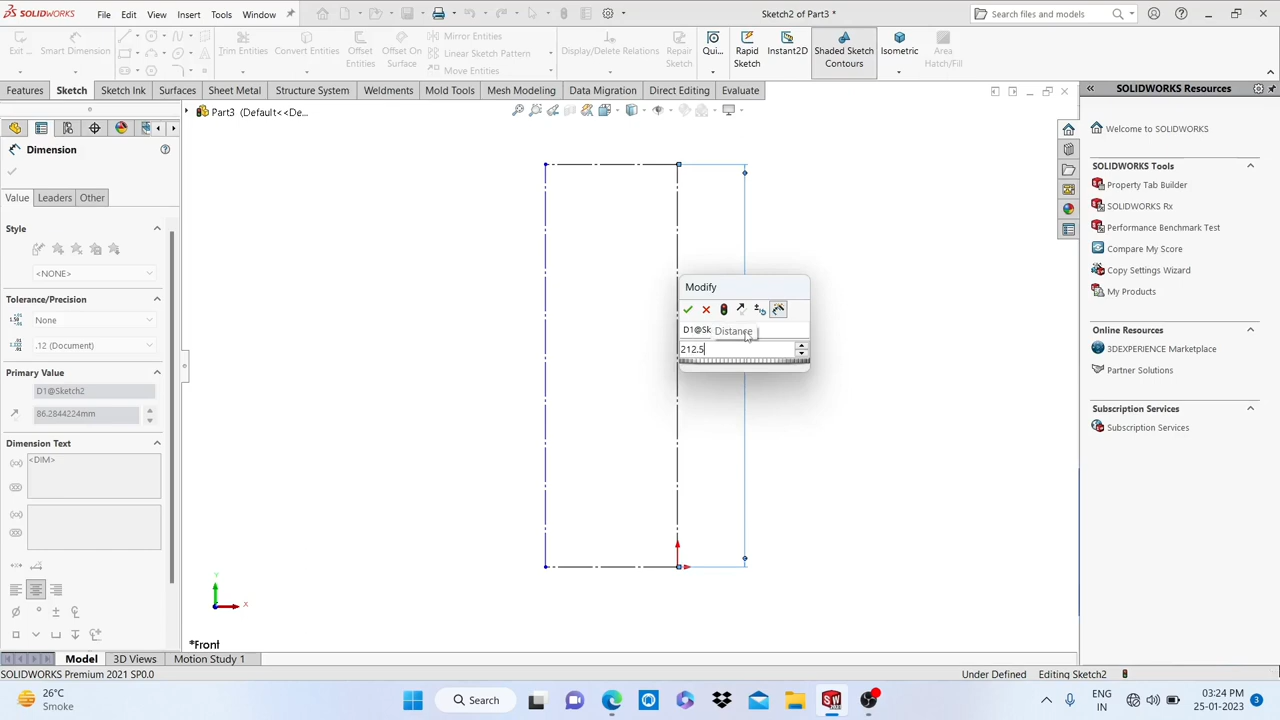 SOLIDWORKS File Edit View Insert Tools Window Sketch2 of Part3 * Search files and models
Exit ... Smart Dimension Trim Entities Convert Entities Offset Entities Offset On Surface Mirror Entities Linear Sketch Pattern Move Entities Display/Delete Relations Repair Sketch Qui... Rapid Sketch Instant2D Shaded Sketch Contours Isometric Area Hatch/Fill
Features Sketch Sketch Ink Surfaces Sheet Metal Structure System Weldments Mold Tools Mesh Modeling Data Migration Direct Editing Evaluate
SOLIDWORKS Resources
Part3 (Default<<De...
Dimension
Value Leaders Other
Style
<NONE>
Tolerance/Precision
None
.12 (Document)
Primary Value
D1@Sketch2
86.2844224mm
Dimension Text
<DIM>
Modify
D1@Sk
Distance
212.5
Y
X
*Front
Welcome to SOLIDWORKS
SOLIDWORKS Tools
Property Tab Builder
SOLIDWORKS Rx
Performance Benchmark Test
Compare My Score
Copy Settings Wizard
My Products
Online Resources
3DEXPERIENCE Marketplace
Partner Solutions
Subscription Services
Subscription Services
Model 3D Views Motion Study 1
SOLIDWORKS Premium 2021 SP0.0 Under Defined Editing Sketch2
26°C
Smoke
Search
ENG
IN
03:24 PM
25-01-2023
3